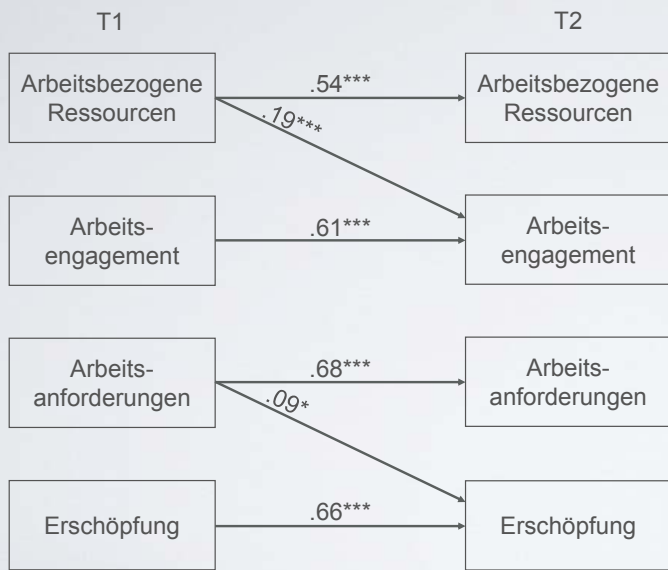 T1
T2
Arbeitsbezogene
Ressourcen
.54***
Arbeitsbezogene
Ressourcen
.19***
Arbeits-
engagement
.61***
Arbeits-
engagement
Arbeits-
anforderungen
.68***
Arbeits-
anforderungen
.09*
Erschöpfung
.66***
Erschöpfung